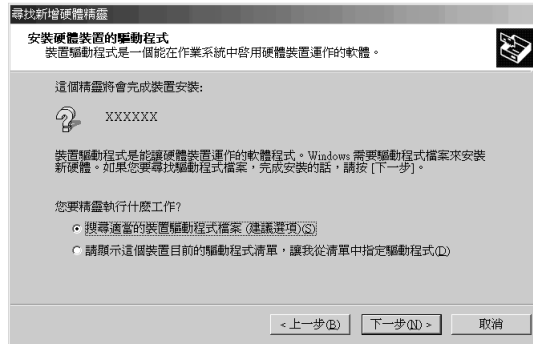 尋找新增硬體精靈
安裝硬體裝置的驅動程式
裝置驅動程式是一個能在作業系統中啓用硬體裝置運作的軟體。
這個精靈將會完成裝置安裝:
XXXXXX
裝置驅動程式是能讓硬體裝置運作的軟體程式。Windows 需要驅動程式檔案來安裝
新硬體。如果您要尋找驅動程式檔案，完成安裝的話，請按 [下一步]。
您要精靈執行什麼工作?
搜尋適當的裝置驅動程式檔案 (建議選項)(S)
請顯示這個裝置目前的驅動程式清單，讓我從清單中指定驅動程式(D)
< 上一步(B)
下一步(N) >
取消